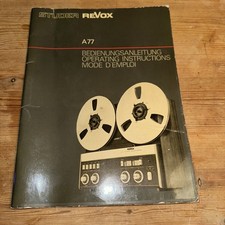 STUDER REVOX
A77
BEDIENUNGSANLEITUNG
OPERATING INSTRUCTIONS
MODE D'EMPLOI